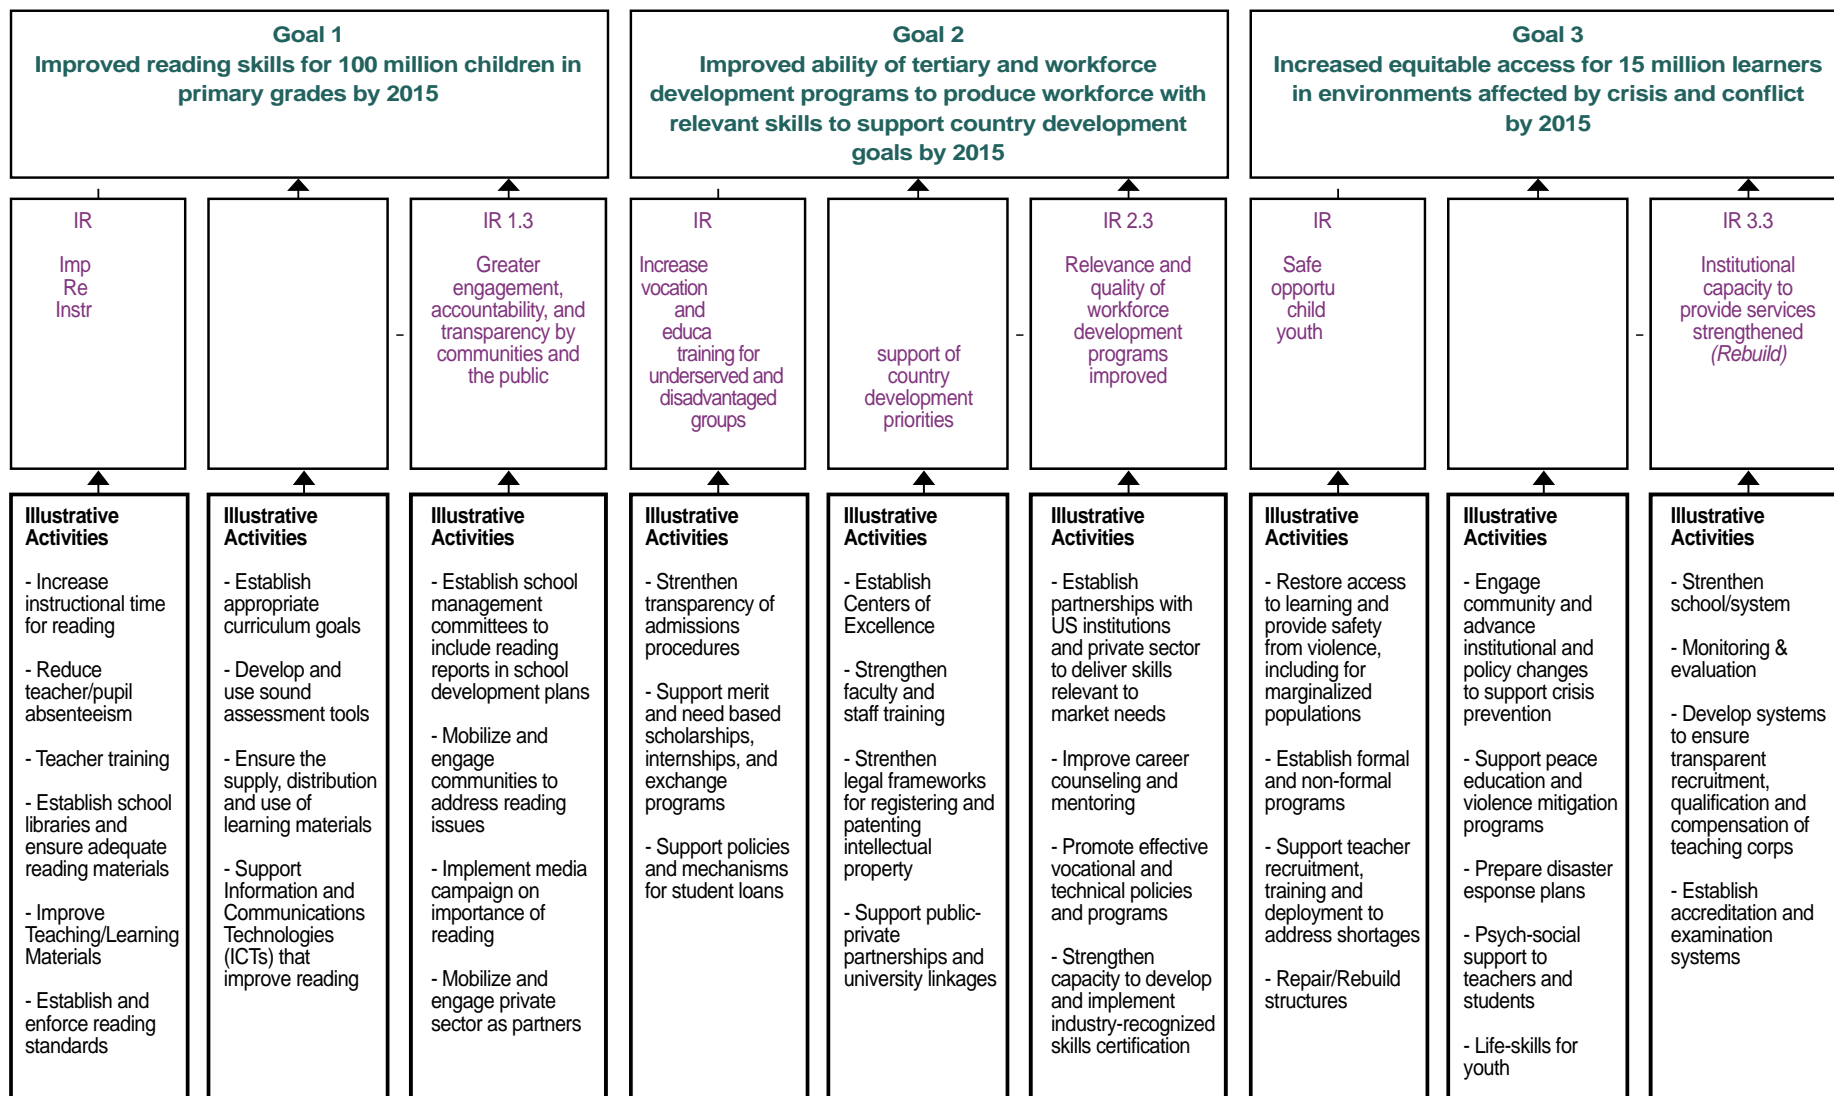 Goal 1
Improved reading skills for 100 million children in
primary grades by 2015
Goal 2
Improved ability of tertiary and workforce
development programs to produce workforce with
relevant skills to support country development
goals by 2015
Goal 3
Increased equitable access for 15 million learners
in environments affected by crisis and conflict
by 2015
IR
Imp
Re
Instr
IR 1.3
Greater
engagement,
accountability, and
transparency by
communities and
the public
IR
Increase
vocation
and
educa
training for
underserved and
disadvantaged
groups
support of
country
development
priorities
IR 2.3
Relevance and
quality of
workforce
development
programs
improved
IR
Safe
opportu
child
youth
IR 3.3
Institutional
capacity to
provide services
strengthened
(Rebuild)
Illustrative
Activities
- Increase
instructional time
for reading
- Reduce
teacher/pupil
absenteeism
- Teacher training
- Establish school
libraries and
ensure adequate
reading materials
- Improve
Teaching/Learning
Materials
- Establish and
enforce reading
standards
Illustrative
Activities
- Establish
appropriate
curriculum goals
- Develop and
use sound
assessment tools
- Ensure the
supply, distribution
and use of
learning materials
- Support
Information and
Communications
Technologies
(ICTs) that
improve reading
Illustrative
Activities
- Establish school
management
committees to
include reading
reports in school
development plans
- Mobilize and
engage
communities to
address reading
issues
- Implement media
campaign on
importance of
reading
- Mobilize and
engage private
sector as partners
Illustrative
Activities
- Strenthen
transparency of
admissions
procedures
- Support merit
and need based
scholarships,
internships, and
exchange
programs
- Support policies
and mechanisms
for student loans
Illustrative
Activities
- Establish
Centers of
Excellence
- Strengthen
faculty and
staff training
- Strenthen
legal frameworks
for registering and
patenting
intellectual
property
- Support public-
private
partnerships and
university linkages
Illustrative
Activities
- Establish
partnerships with
US institutions
and private sector
to deliver skills
relevant to
market needs
- Improve career
counseling and
mentoring
- Promote effective
vocational and
technical policies
and programs
- Strengthen
capacity to develop
and implement
industry-recognized
skills certification
Illustrative
Activities
- Restore access
to learning and
provide safety
from violence,
including for
marginalized
populations
- Establish formal
and non-formal
programs
- Support teacher
recruitment,
training and
deployment to
address shortages
- Repair/Rebuild
structures
Illustrative
Activities
- Engage
community and
advance
institutional and
policy changes
to support crisis
prevention
- Support peace
education and
violence mitigation
programs
- Prepare disaster
esponse plans
- Psych-social
support to
teachers and
students
- Life-skills for
youth
Illustrative
Activities
- Strenthen
school/system
- Monitoring &
evaluation
- Develop systems
to ensure
transparent
recruitment,
qualification and
compensation of
teaching corps
- Establish
accreditation and
examination
systems